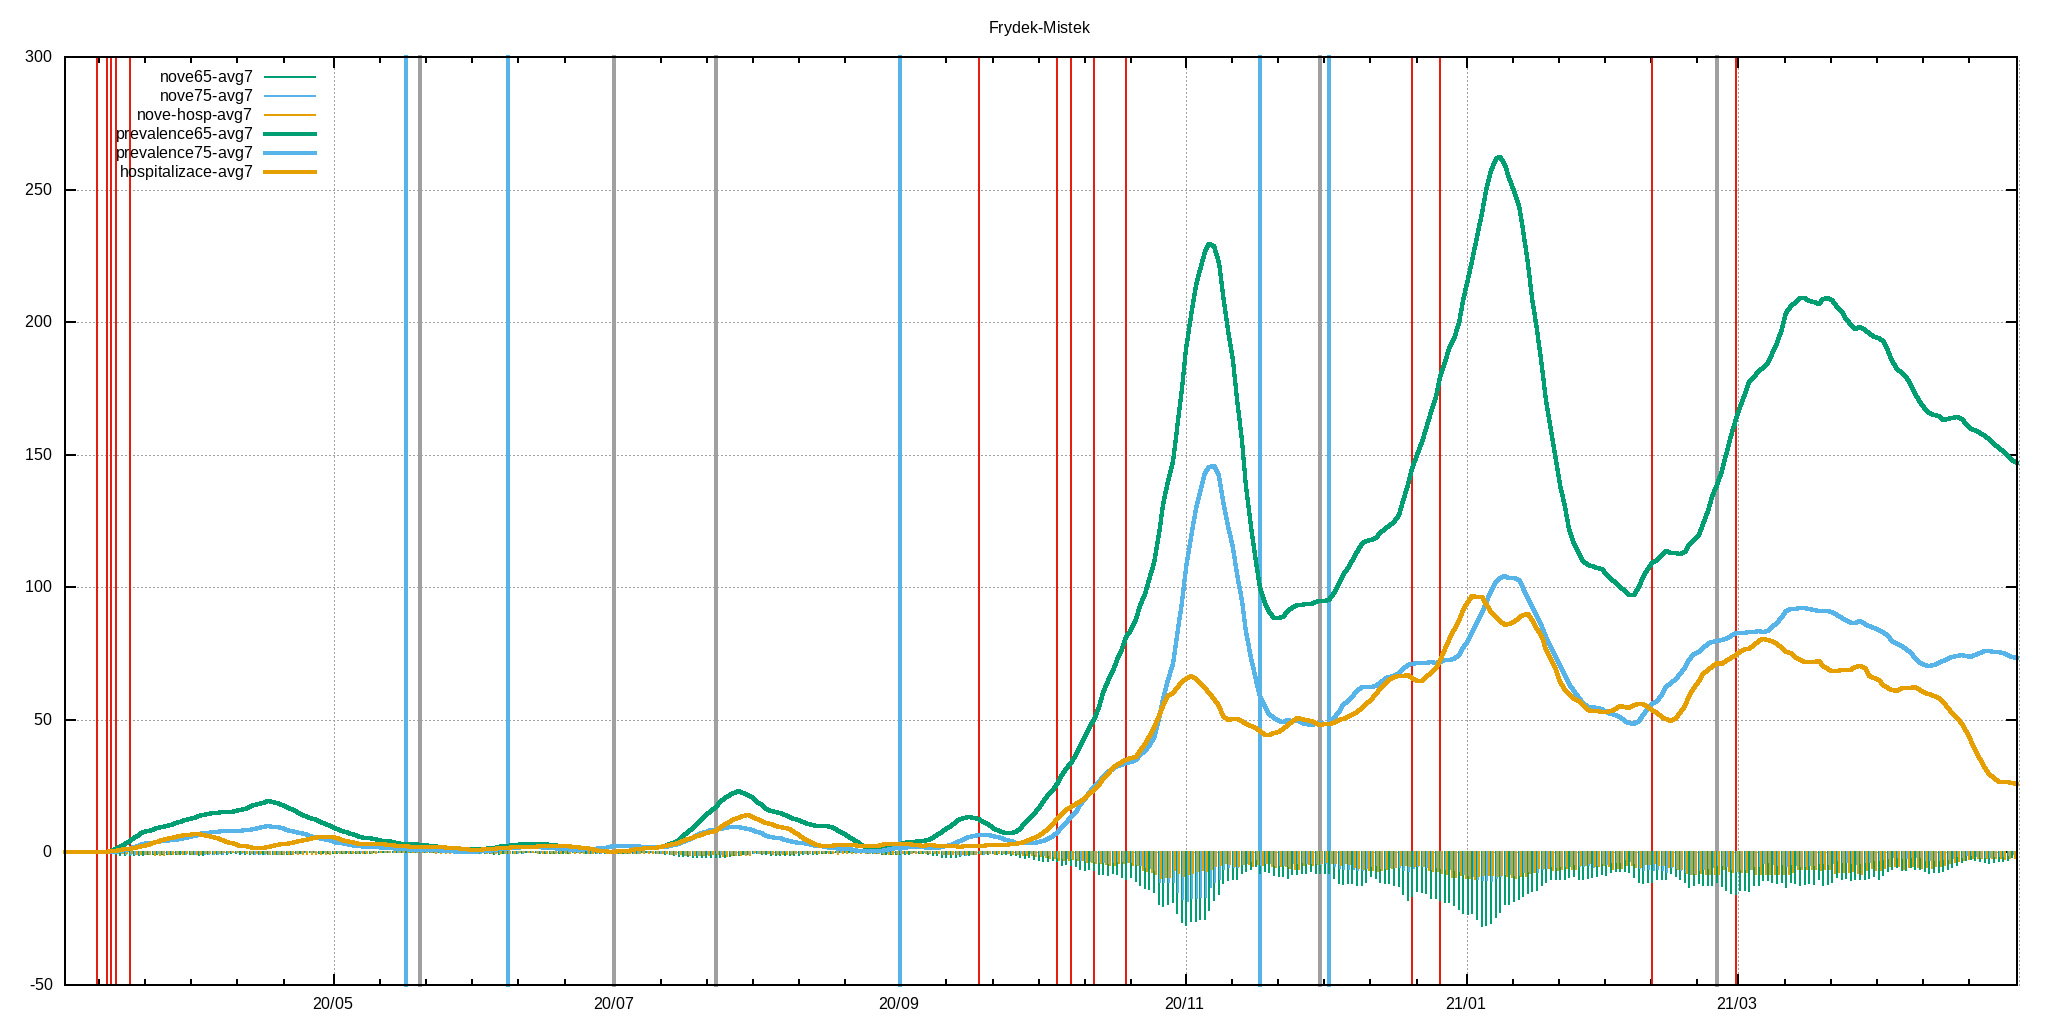 Frydek-Mistek
300
250
200
150
100
50
0
-50
nove65-avg7
nove75-avg7
nove-hosp-avg7
prevalence65-avg7
prevalence75-avg7
hospitalizace-avg7
20/05
20/07
20/09
20/11
21/01
21/03